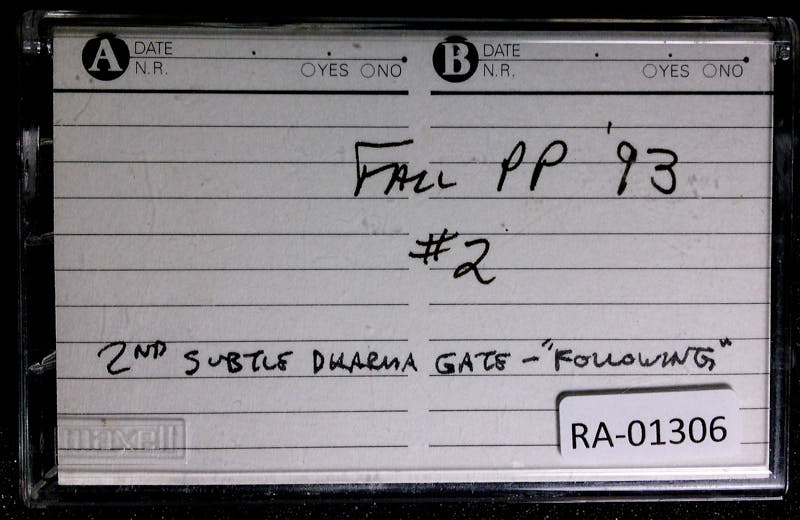 A DATE
N.R. YES NO
B DATE
N.R. YES NO
FALL PP '93
#2
2ND SUBTLE DHARMA GATE - "FOLLOWING"
maxell
RA-01306